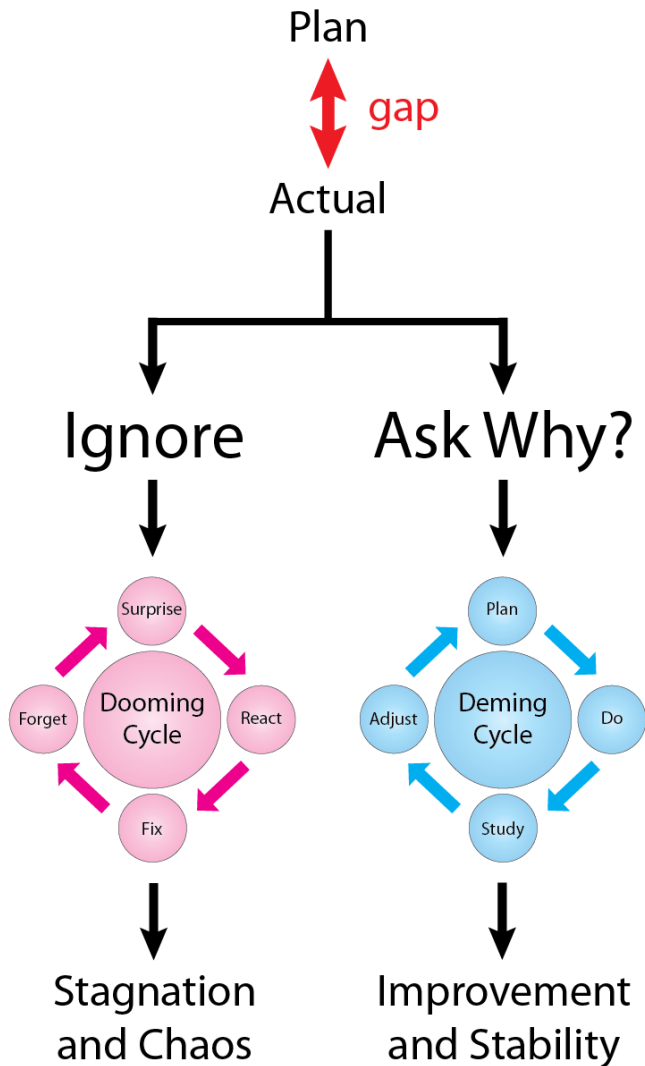 Plan
gap
Actual
Ignore
Ask Why?
Surprise
React
Fix
Forget
Dooming
Cycle
Plan
Do
Study
Adjust
Deming
Cycle
Stagnation
and Chaos
Improvement
and Stability